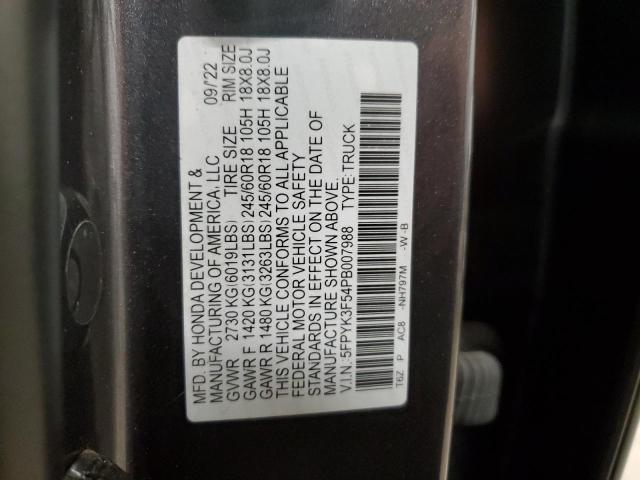 MFD. BY HONDA DEVELOPMENT &
MANUFACTURING OF AMERICA, LLC 09/22
GVWR 2730 KG(6019LBS) TIRE SIZE RIM SIZE
GAWR F 1420 KG(3131LBS) 245/60R18 105H 18X8.0J
GAWR R 1480 KG(3263LBS) 245/60R18 105H 18X8.0J
THIS VEHICLE CONFORMS TO ALL APPLICABLE
FEDERAL MOTOR VEHICLE SAFETY
STANDARDS IN EFFECT ON THE DATE OF
MANUFACTURE SHOWN ABOVE.
V.I.N.:5FPYK3F54PB007988 TYPE:TRUCK
T6Z P AC8 -NH797M -W-B